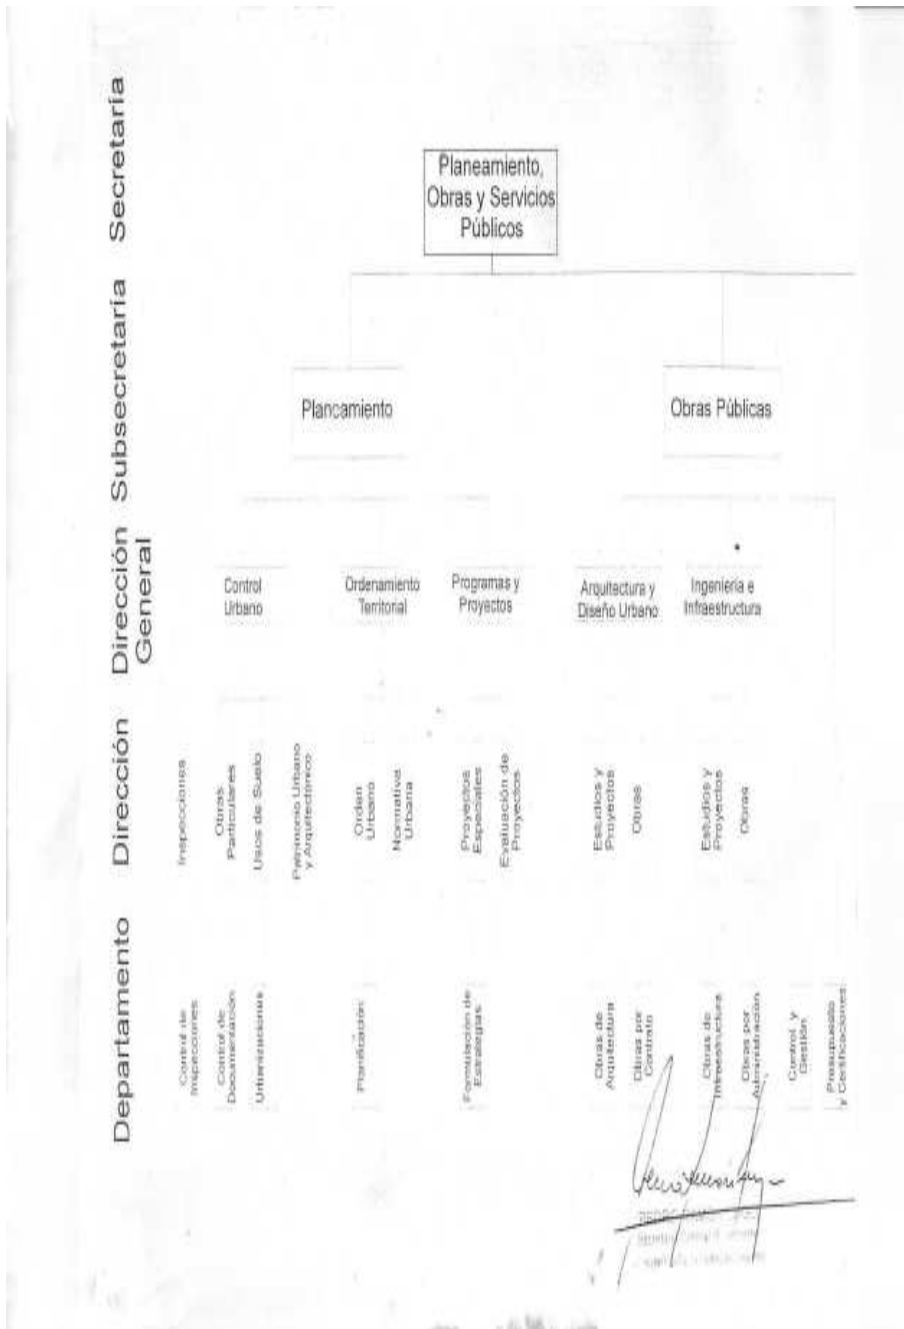 Secretaría
Planeamiento,
Obras y Servicios
Públicos
Subsecretaría
Plancamiento
Obras Públicas
Dirección
General
Control
Urbano
Ordenamiento
Territorial
Programas y
Proyectos
Arquitectura y
Diseño Urbano
Ingeniería e
Infraestructura
Dirección
Inspecciones
Obras
Particulares
Usos de Suelo
Patrimonio Urbano
y Arquitectónico
Orden
Urbano
Normativa
Urbana
Proyectos
Especiales
Evaluación de
Proyectos
Estudios y
Proyectos
Obras
Estudios y
Proyectos
Obras
Departamento
Control de
Inspecciones
Control de
Documentación
Urbanizaciones
Planificación
Formulación de
Estrategias
Obras de
Arquitectura
Obras por
Contrato
Obras de
Infraestructura
Obras por
Administración
Control y
Gestión
Presupuesto
y Certificaciones